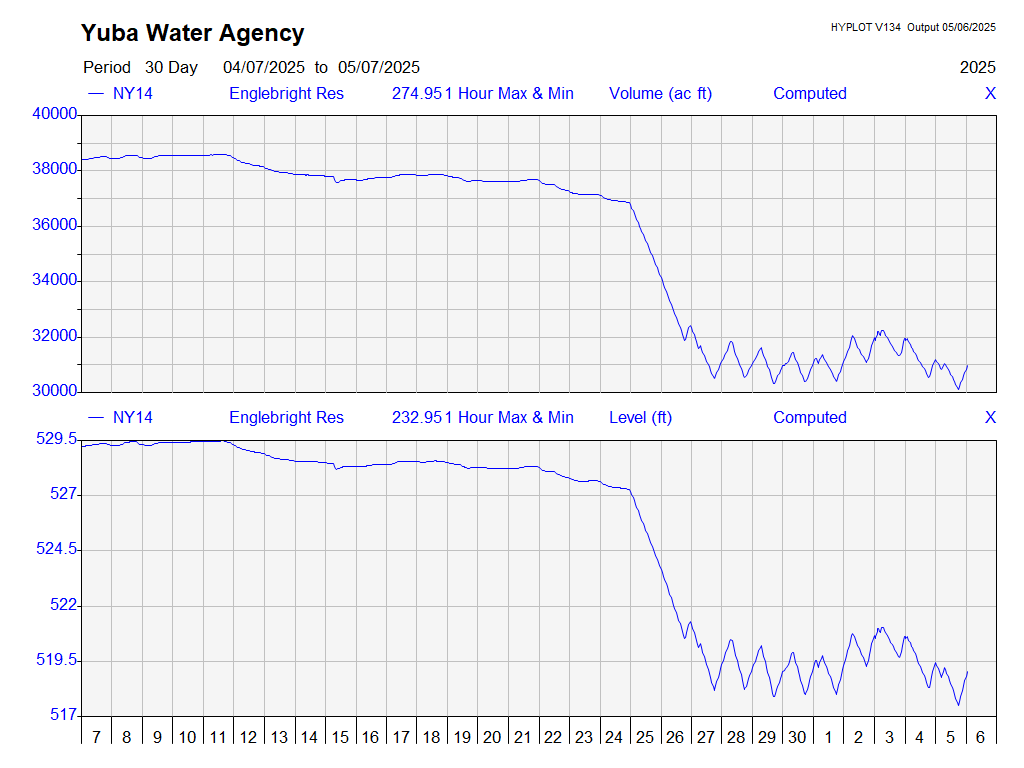 Yuba Water Agency
HYPLOT V134 Output 05/06/2025
Period 30 Day 04/07/2025 to 05/07/2025
2025
NY14 Englebright Res 274.951 Hour Max & Min Volume (ac ft) Computed X
40000
38000
36000
34000
32000
30000
NY14 Englebright Res 232.951 Hour Max & Min Level (ft) Computed X
529.5
527
524.5
522
519.5
517
7 8 9 10 11 12 13 14 15 16 17 18 19 20 21 22 23 24 25 26 27 28 29 30 1 2 3 4 5 6